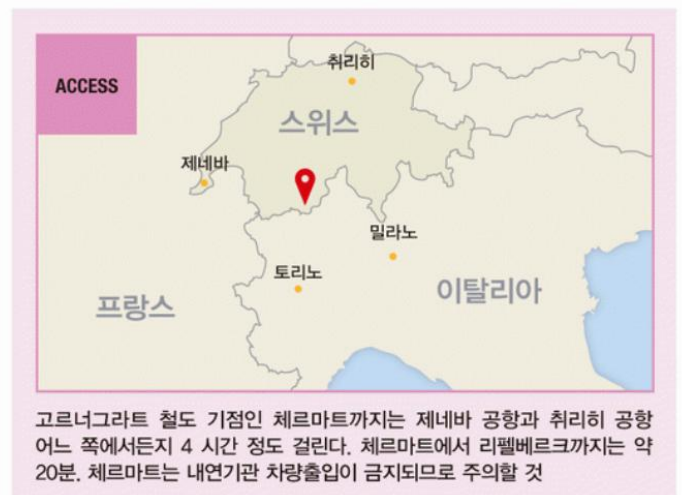 ACCESS
취리히
스위스
제네바
밀라노
토리노
이탈리아
프랑스
고르너그라트 철도 기점인 체르마트까지는 제네바 공항과 취리히 공항
어느 쪽에서든지 4 시간 정도 걸린다. 체르마트에서 리펠베르크까지는 약
20분. 체르마트는 내연기관 차량출입이 금지되므로 주의할 것